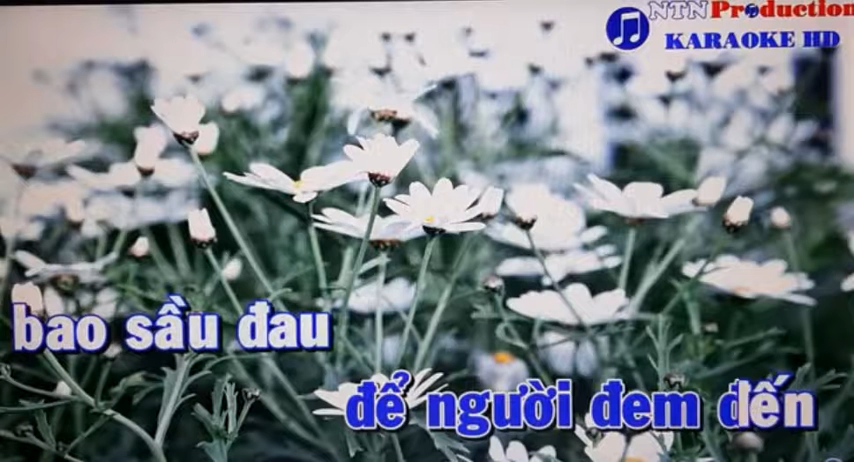 NTN Production
KARAOKE HD
bao sầu đau
để người đem đến